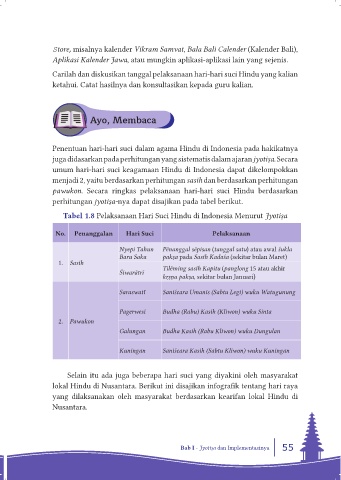 Store, misalnya kalender Vikram Samvat, Bala Bali Calender (Kalender Bali),
Aplikasi Kalender Jawa, atau mungkin aplikasi-aplikasi lain yang sejenis.
Carilah dan diskusikan tanggal pelaksanaan hari-hari suci Hindu yang kalian
ketahui. Catat hasilnya dan konsultasikan kepada guru kalian.
Ayo, Membaca
Penentuan hari-hari suci dalam agama Hindu di Indonesia pada hakikatnya
juga didasarkan pada perhitungan yang sistematis dalam ajaran jyotiṣa. Secara
umum hari-hari suci keagamaan Hindu di Indonesia dapat dikelompokkan
menjadi 2, yaitu berdasarkan perhitungan sasih dan berdasarkan perhitungan
pawukon. Secara ringkas pelaksanaan hari-hari suci Hindu berdasarkan
perhitungan jyotiṣa-nya dapat disajikan pada tabel berikut.
Tabel 1.8 Pelaksanaan Hari Suci Hindu di Indonesia Menurut Jyotiṣa
No. Penanggalan Hari Suci Pelaksanaan
1. Sasih
Nyepi Tahun Baru Saka
Pěnanggal sěpisan (tanggal satu) atau awal śukla
pakṣa pada Sasih Kadaśa (sekitar bulan Maret)
Śiwarātri
Tilěming sasih Kapitu (panglong 15 atau akhir
kṛṣṇa pakṣa, sekitar bulan Januari)
2. Pawukon
Saraswatī Saniścara Umanis (Sabtu Legi) wuku Watugunung
Pagerwesi Budha (Rabu) Kasih (Kliwon) wuku Sinta
Galungan Budha Kasih (Rabu Kliwon) wuku Dungulan
Kuningan Saniścara Kasih (Sabtu Kliwon) wuku Kuningan
Selain itu ada juga beberapa hari suci yang diyakini oleh masyarakat
lokal Hindu di Nusantara. Berikut ini disajikan infografik tentang hari raya
yang dilaksanakan oleh masyarakat berdasarkan kearifan lokal Hindu di
Nusantara.
Bab I - Jyotiṣa dan Implementasinya 55